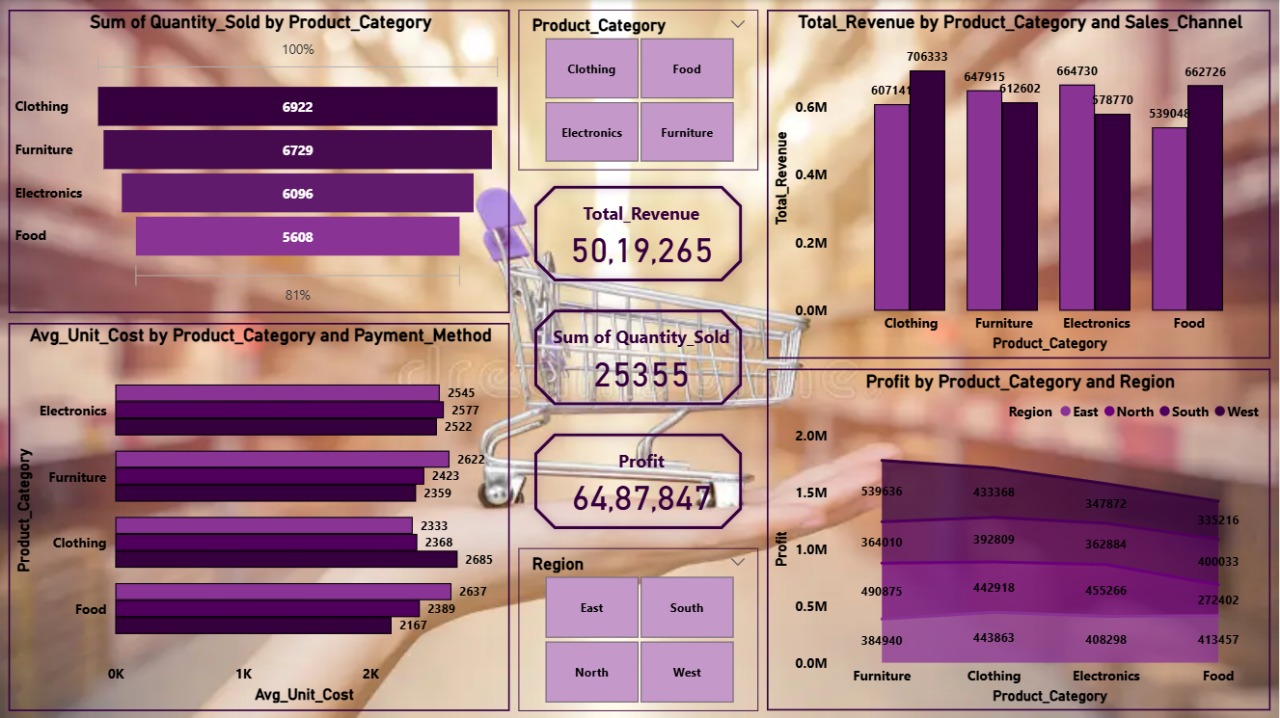 Sum of Quantity_Sold by Product_Category
100%
Clothing 6922
Furniture 6729
Electronics 6096
Food 5608
81%
Product_Category
Clothing Food
Electronics Furniture
Total_Revenue
50,19,265
Sum of Quantity_Sold
25355
Profit
64,87,847
Region
East South
North West
Total_Revenue by Product_Category and Sales_Channel
706333
647915 664730 662726
607141 612602 578770 539048
Total_Revenue
0.6M
0.4M
0.2M
0.0M
Clothing Furniture Electronics Food
Product_Category
Avg_Unit_Cost by Product_Category and Payment_Method
Product_Category
Electronics
2545
2577
2522
Furniture
2622
2423
2359
Clothing
2333
2368
2685
Food
2637
2389
2167
0K 1K 2K
Avg_Unit_Cost
Profit by Product_Category and Region
Region East North South West
Profit
2.0M
1.5M
1.0M
0.5M
0.0M
539636 433368 347872 335216
364010 392809 362884 400033
490875 442918 455266 272402
384940 443863 408298 413457
Furniture Clothing Electronics Food
Product_Category